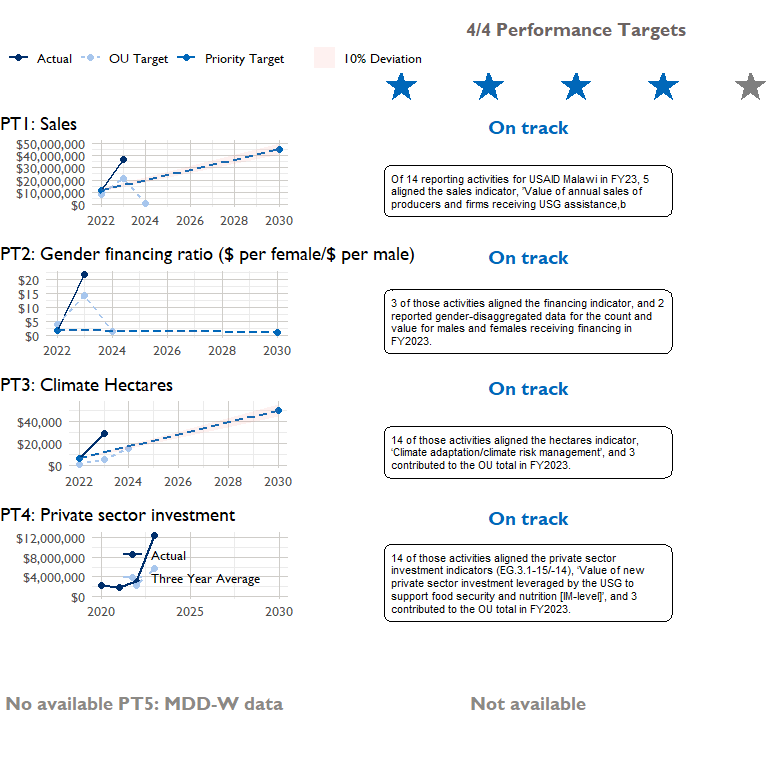 4/4 Performance Targets
Actual OU Target Priority Target 10% Deviation
PT1: Sales
On track
$50,000,000
$40,000,000
$30,000,000
$20,000,000
$10,000,000
$0
2022 2024 2026 2028 2030
Of 14 reporting activities for USAID Malawi in FY23, 5
aligned the sales indicator, 'Value of annual sales of
producers and firms receiving USG assistance,b
PT2: Gender financing ratio ($ per female/$ per male)
On track
$20
$15
$10
$5
$0
2022 2024 2026 2028 2030
3 of those activities aligned the financing indicator, and 2
reported gender-disaggregated data for the count and
value for males and females receiving financing in
FY2023.
PT3: Climate Hectares
On track
$40,000
$20,000
$0
2022 2024 2026 2028 2030
14 of those activities aligned the hectares indicator,
'Climate adaptation/climate risk management', and 3
contributed to the OU total in FY2023.
PT4: Private sector investment
On track
$12,000,000
$8,000,000
$4,000,000
$0
Actual
Three Year Average
2020 2025 2030
14 of those activities aligned the private sector
investment indicators (EG.3.1-15/-14), 'Value of new
private sector investment leveraged by the USG to
support food security and nutrition [IM-level]', and 3
contributed to the OU total in FY2023.
No available PT5: MDD-W data
Not available